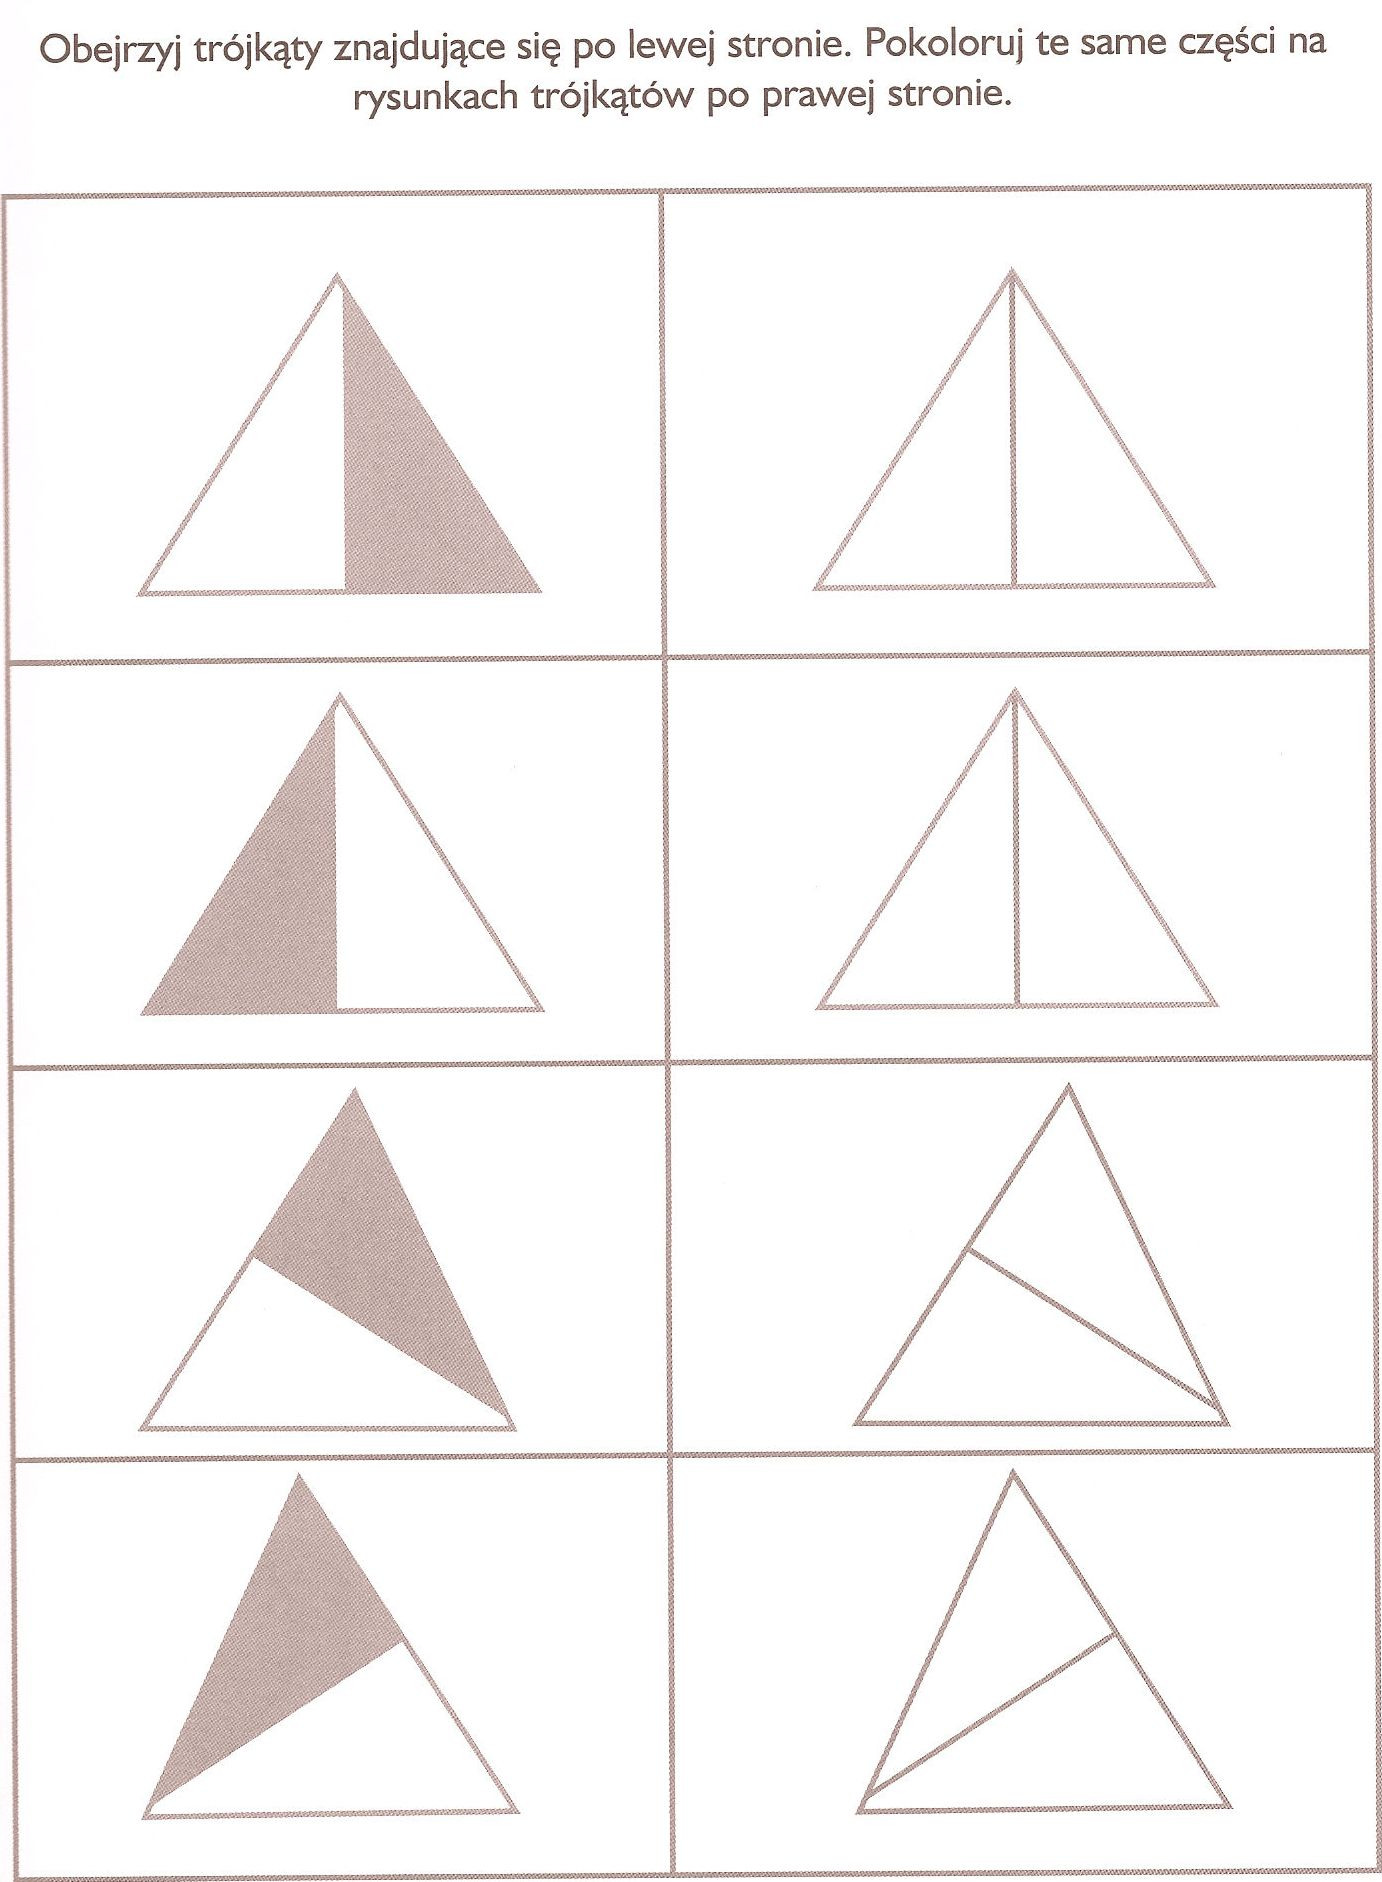 Obejrzyj trójkąty znajdujące się po lewej stronie. Pokoloruj te same części na
rysunkach trójkątów po prawej stronie.